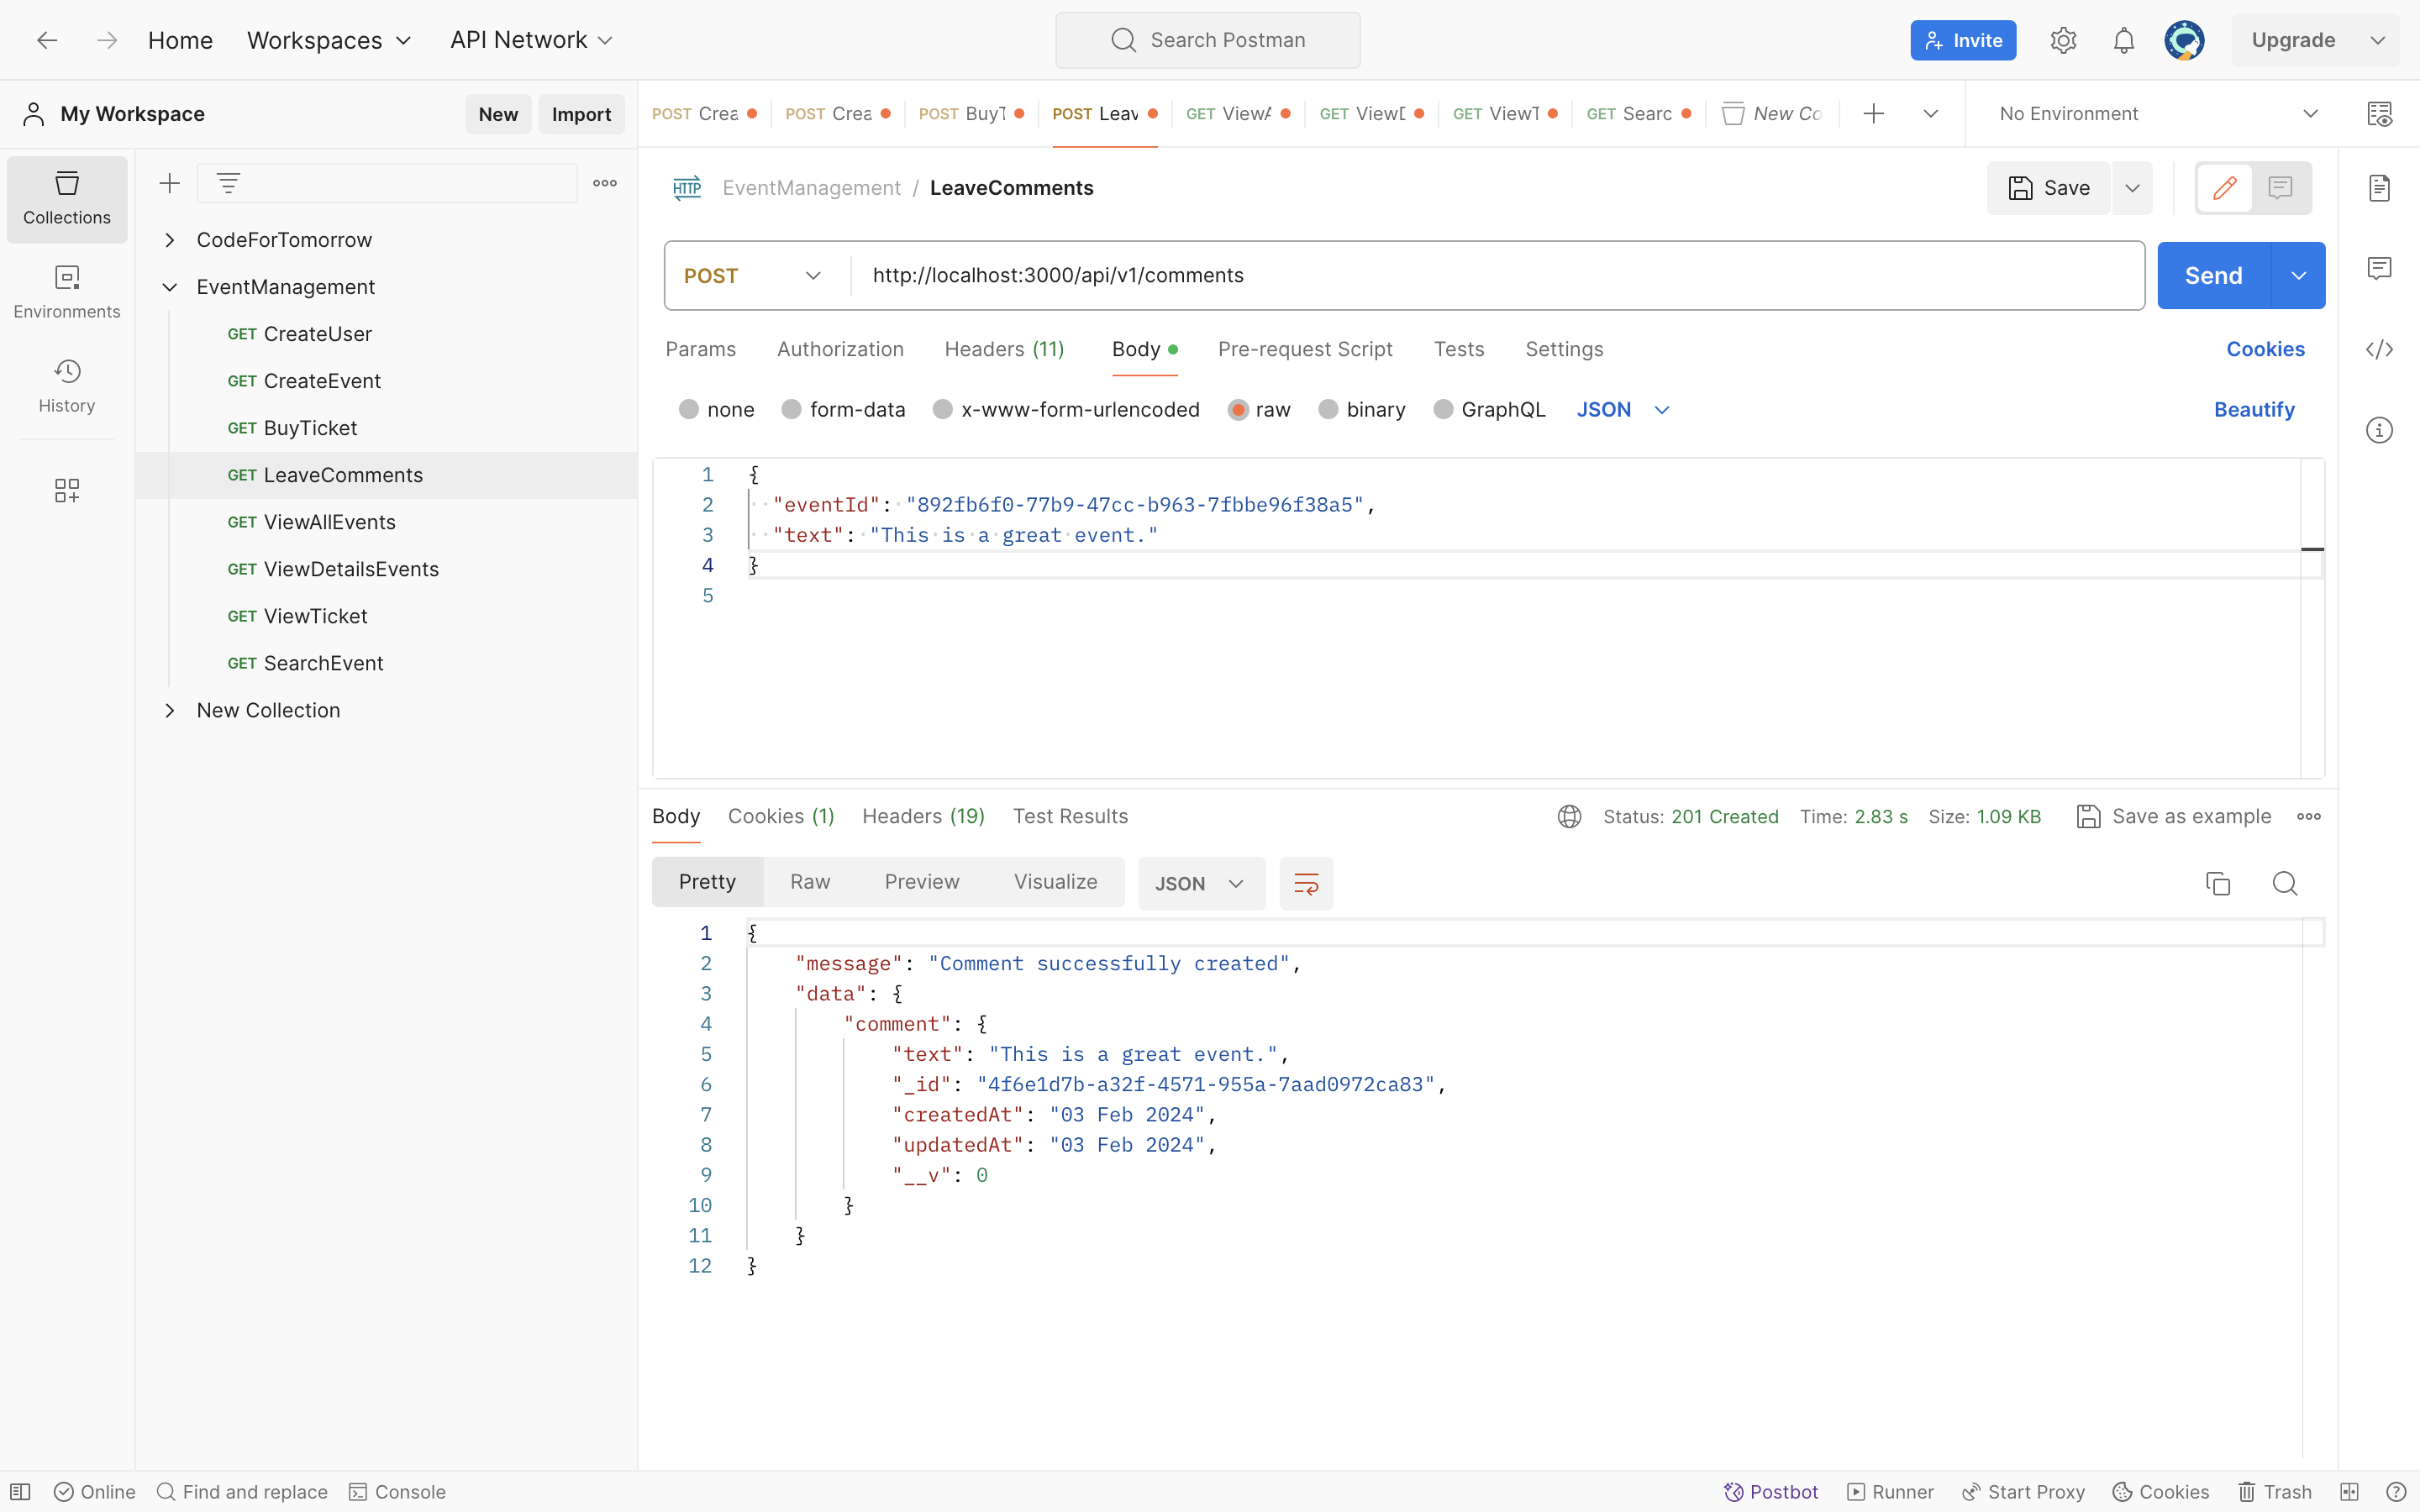 Home Workspaces API Network Search Postman Invite Upgrade
My Workspace New Import
POST Crea POST Crea POST BuyT POST Leav GET ViewA GET ViewD GET ViewT GET Searc New Co No Environment
Collections
Environments
History
CodeForTomorrow
EventManagement
GET CreateUser
GET CreateEvent
GET BuyTicket
GET LeaveComments
GET ViewAllEvents
GET ViewDetailsEvents
GET ViewTicket
GET SearchEvent
New Collection
HTTP EventManagement / LeaveComments Save
POST http://localhost:3000/api/v1/comments Send
Params Authorization Headers (11) Body Pre-request Script Tests Settings Cookies
none form-data x-www-form-urlencoded raw binary GraphQL JSON Beautify
1 {
2 "eventId": "892fb6f0-77b9-47cc-b963-7fbbe96f38a5",
3 "text": "This is a great event."
4 }
5
Body Cookies (1) Headers (19) Test Results Status: 201 Created Time: 2.83 s Size: 1.09 KB Save as example
Pretty Raw Preview Visualize JSON
1 {
2 "message": "Comment successfully created",
3 "data": {
4 "comment": {
5 "text": "This is a great event.",
6 "_id": "4f6e1d7b-a32f-4571-955a-7aad0972ca83",
7 "createdAt": "03 Feb 2024",
8 "updatedAt": "03 Feb 2024",
9 "__v": 0
10 }
11 }
12 }
Online Find and replace Console Postbot Runner Start Proxy Cookies Trash